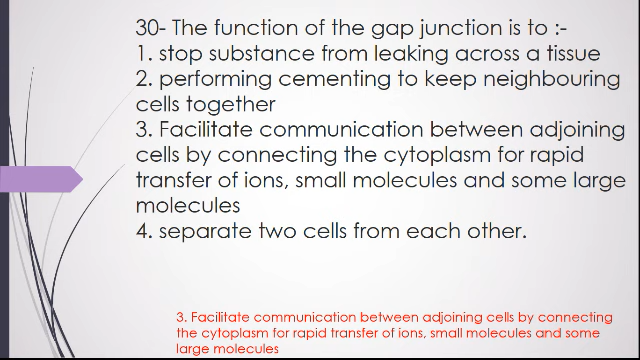 30- The function of the gap junction is to :-
1. stop substance from leaking across a tissue
2. performing cementing to keep neighbouring
cells together
3. Facilitate communication between adjoining
cells by connecting the cytoplasm for rapid
transfer of ions, small molecules and some large
molecules
4. separate two cells from each other.
3. Facilitate communication between adjoining cells by connecting
the cytoplasm for rapid transfer of ions, small molecules and some
large molecules